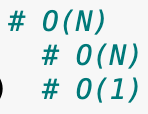 # O(N)
# O(N)
) # O(1)